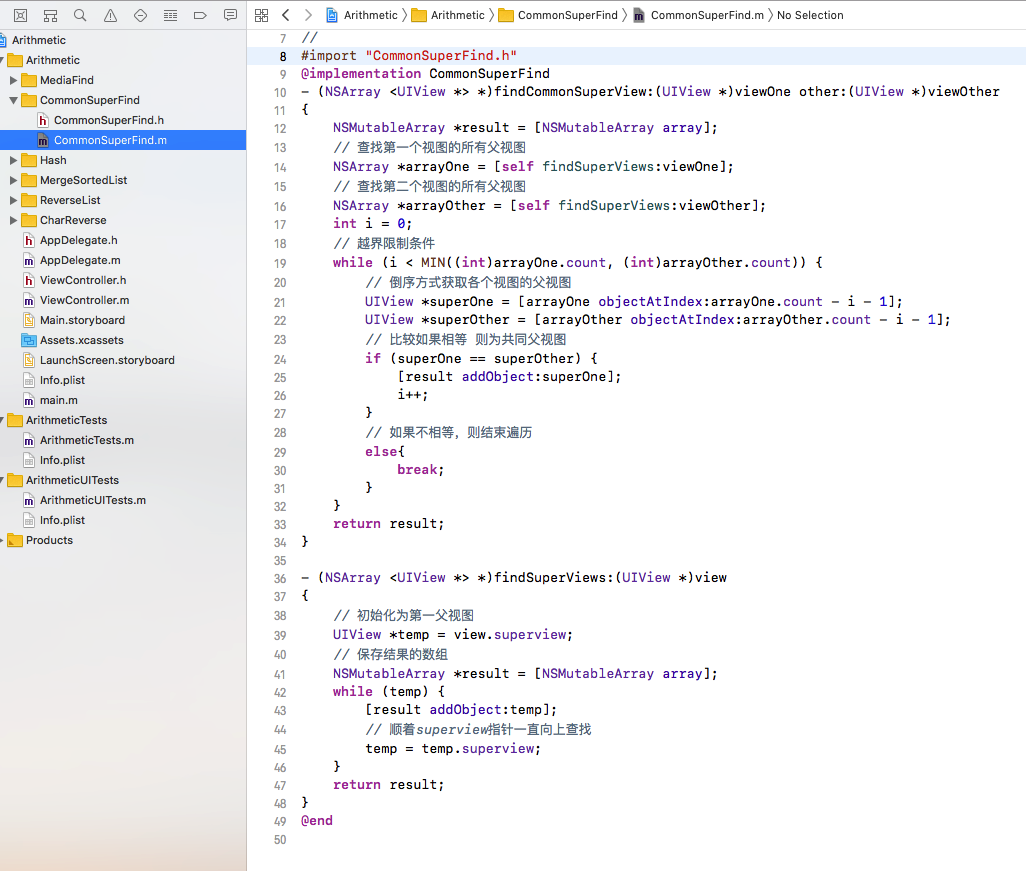 Arithmetic
Arithmetic
CommonSuperFind
CommonSuperFind.m
No Selection
Arithmetic
Arithmetic
MediaFind
CommonSuperFind
CommonSuperFind.h
CommonSuperFind.m
Hash
MergeSortedList
ReverseList
CharReverse
AppDelegate.h
AppDelegate.m
ViewController.h
ViewController.m
Main.storyboard
Assets.xcassets
LaunchScreen.storyboard
Info.plist
main.m
ArithmeticTests
ArithmeticTests.m
Info.plist
ArithmeticUITests
ArithmeticUITests.m
Info.plist
Products
7 //
8 #import "CommonSuperFind.h"
9 @implementation CommonSuperFind
10 - (NSArray <UIView *> *)findCommonSuperView:(UIView *)viewOne other:(UIView *)viewOther
11 {
12     NSMutableArray *result = [NSMutableArray array];
13     // 查找第一个视图的所有父视图
14     NSArray *arrayOne = [self findSuperViews:viewOne];
15     // 查找第二个视图的所有父视图
16     NSArray *arrayOther = [self findSuperViews:viewOther];
17     int i = 0;
18     // 越界限制条件
19     while (i < MIN((int)arrayOne.count, (int)arrayOther.count)) {
20         // 倒序方式获取各个视图的父视图
21         UIView *superOne = [arrayOne objectAtIndex:arrayOne.count - i - 1];
22         UIView *superOther = [arrayOther objectAtIndex:arrayOther.count - i - 1];
23         // 比较如果相等 则为共同父视图
24         if (superOne == superOther) {
25             [result addObject:superOne];
26             i++;
27         }
28         // 如果不相等，则结束遍历
29         else{
30             break;
31         }
32     }
33     return result;
34 }
35
36 - (NSArray <UIView *> *)findSuperViews:(UIView *)view
37 {
38     // 初始化为第一父视图
39     UIView *temp = view.superview;
40     // 保存结果的数组
41     NSMutableArray *result = [NSMutableArray array];
42     while (temp) {
43         [result addObject:temp];
44         // 顺着superview指针一直向上查找
45         temp = temp.superview;
46     }
47     return result;
48 }
49 @end
50